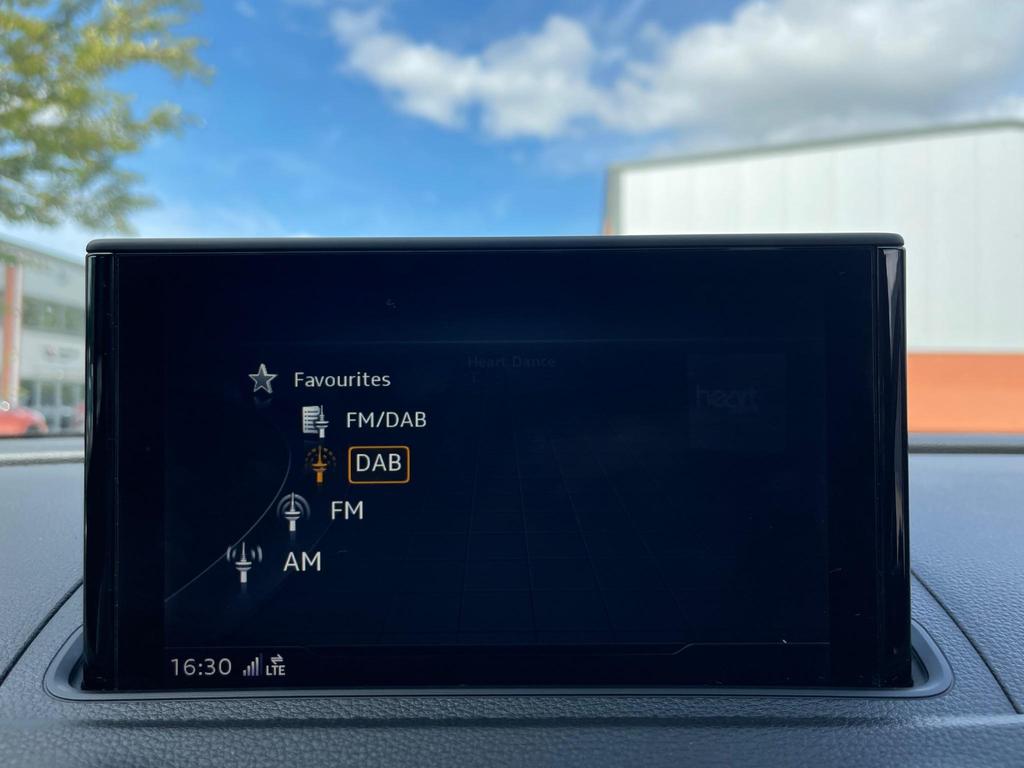 Heart Dance
heart
Favourites
FM/DAB
DAB
FM
AM
16:30 LTE